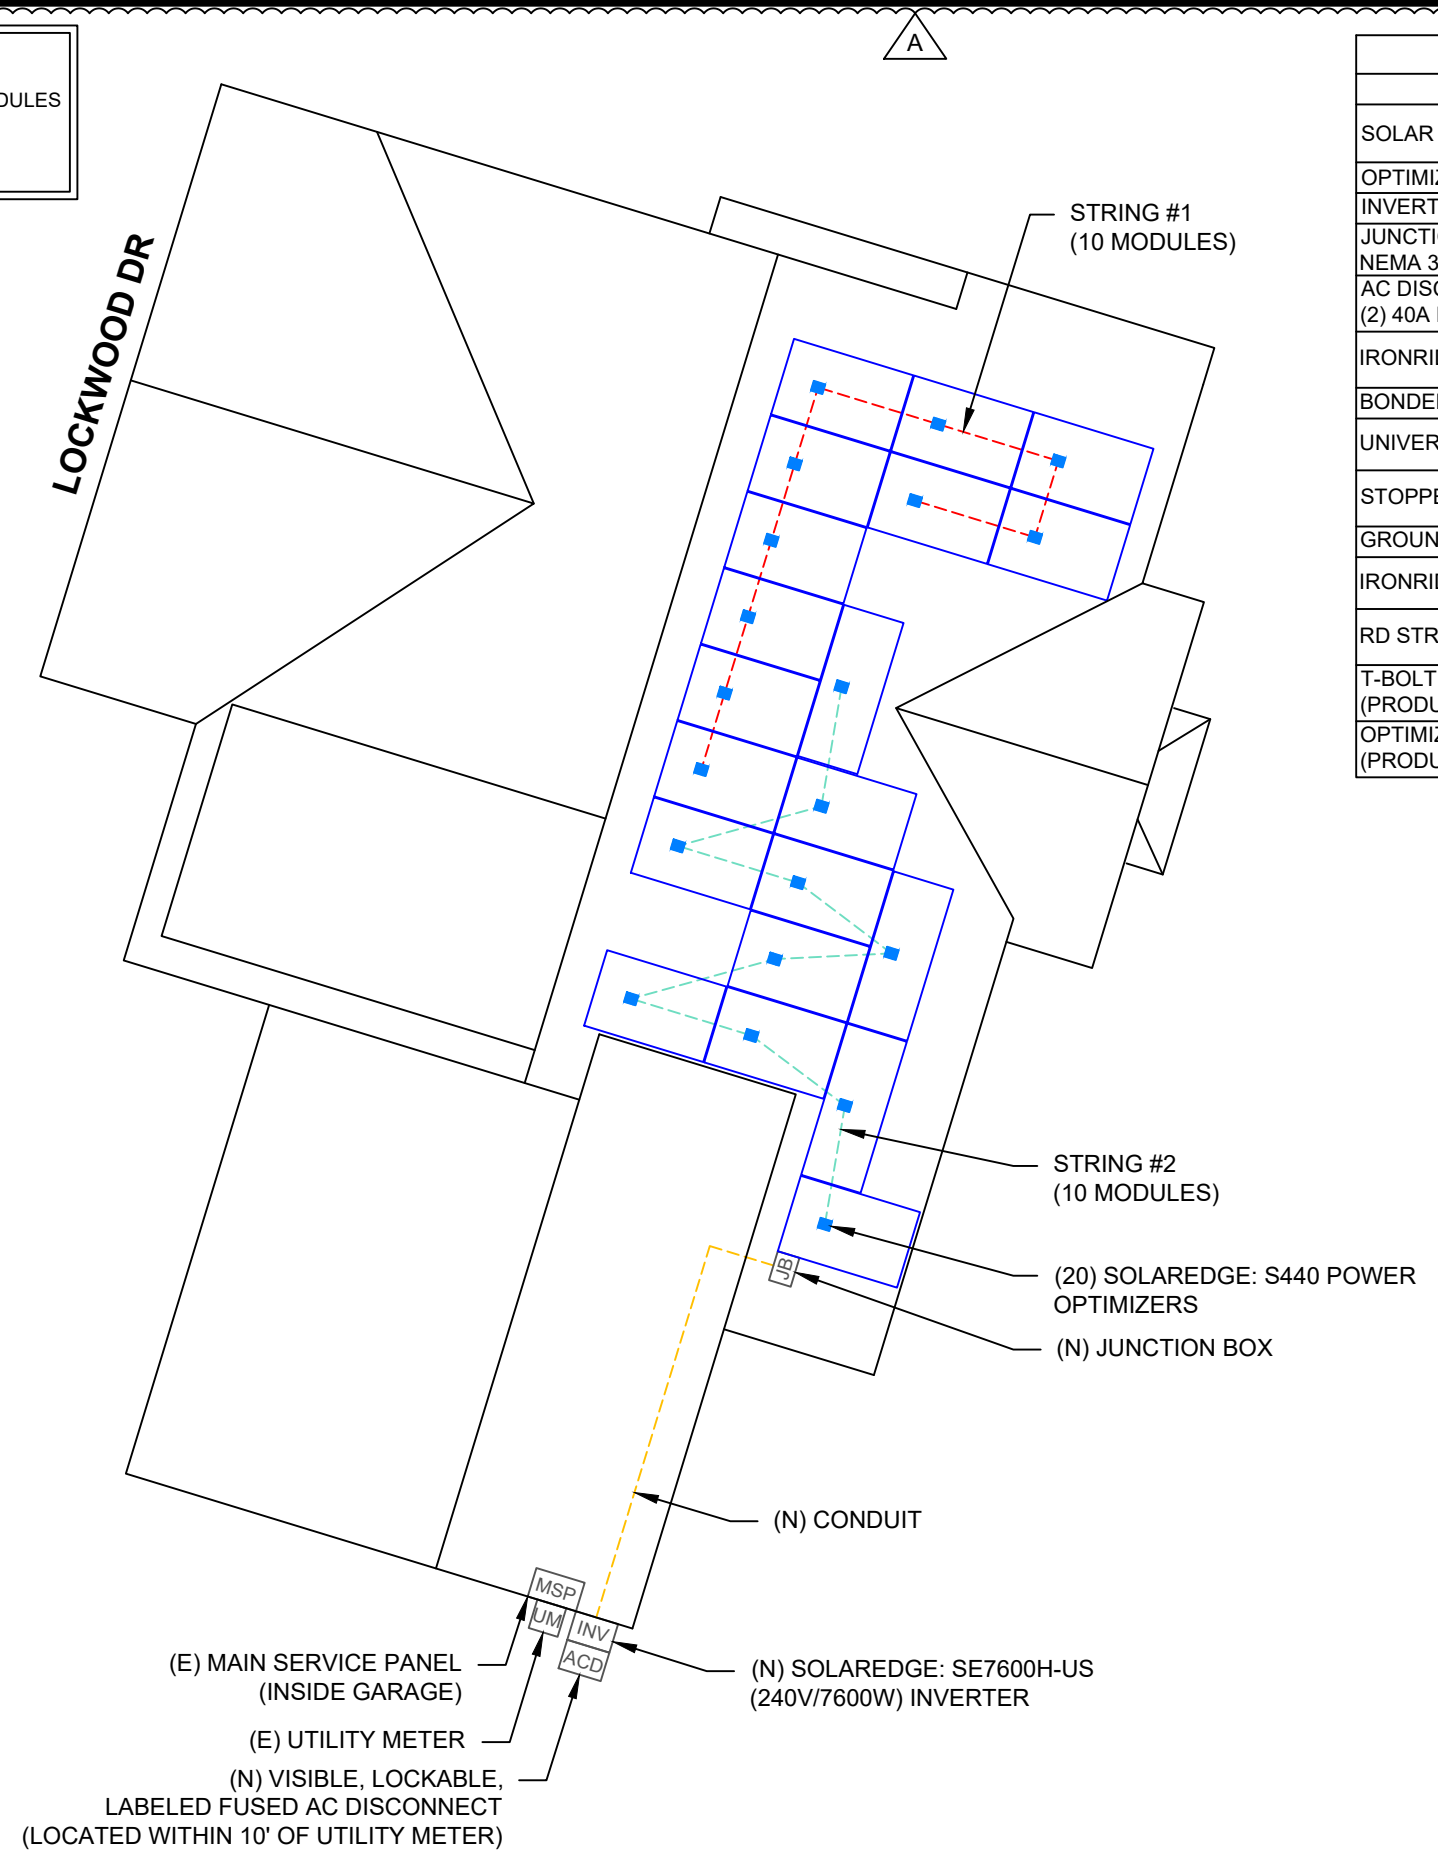 A
DULES
LOCKWOOD DR
STRING #1
(10 MODULES)
SOLAR
OPTIMIZ
INVERT
JUNCTI
NEMA 3
AC DISC
(2) 40A
IRONRI
BONDE
UNIVER
STOPPE
GROUN
IRONRI
RD STR
T-BOLT
(PRODU
OPTIMIZ
(PRODU
STRING #2
(10 MODULES)
(20) SOLAREDGE: S440 POWER
OPTIMIZERS
JB
(N) JUNCTION BOX
(N) CONDUIT
MSP
UM
INV
ACD
(E) MAIN SERVICE PANEL
(INSIDE GARAGE)
(N) SOLAREDGE: SE7600H-US
(240V/7600W) INVERTER
(E) UTILITY METER
(N) VISIBLE, LOCKABLE,
LABELED FUSED AC DISCONNECT
(LOCATED WITHIN 10' OF UTILITY METER)